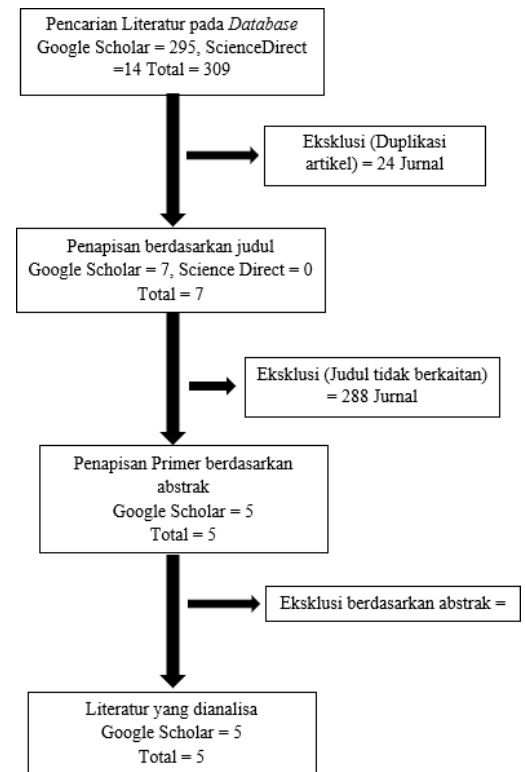 Pencarian Literatur pada Database
Google Scholar = 295, ScienceDirect
=14 Total = 309
Eksklusi (Duplikasi
artikel) = 24 Jurnal
Penapisan berdasarkan judul
Google Scholar = 7, Science Direct = 0
Total = 7
Eksklusi (Judul tidak berkaitan)
= 288 Jurnal
Penapisan Primer berdasarkan
abstrak
Google Scholar = 5
Total = 5
Eksklusi berdasarkan abstrak =
Literatur yang dianalisa
Google Scholar = 5
Total = 5